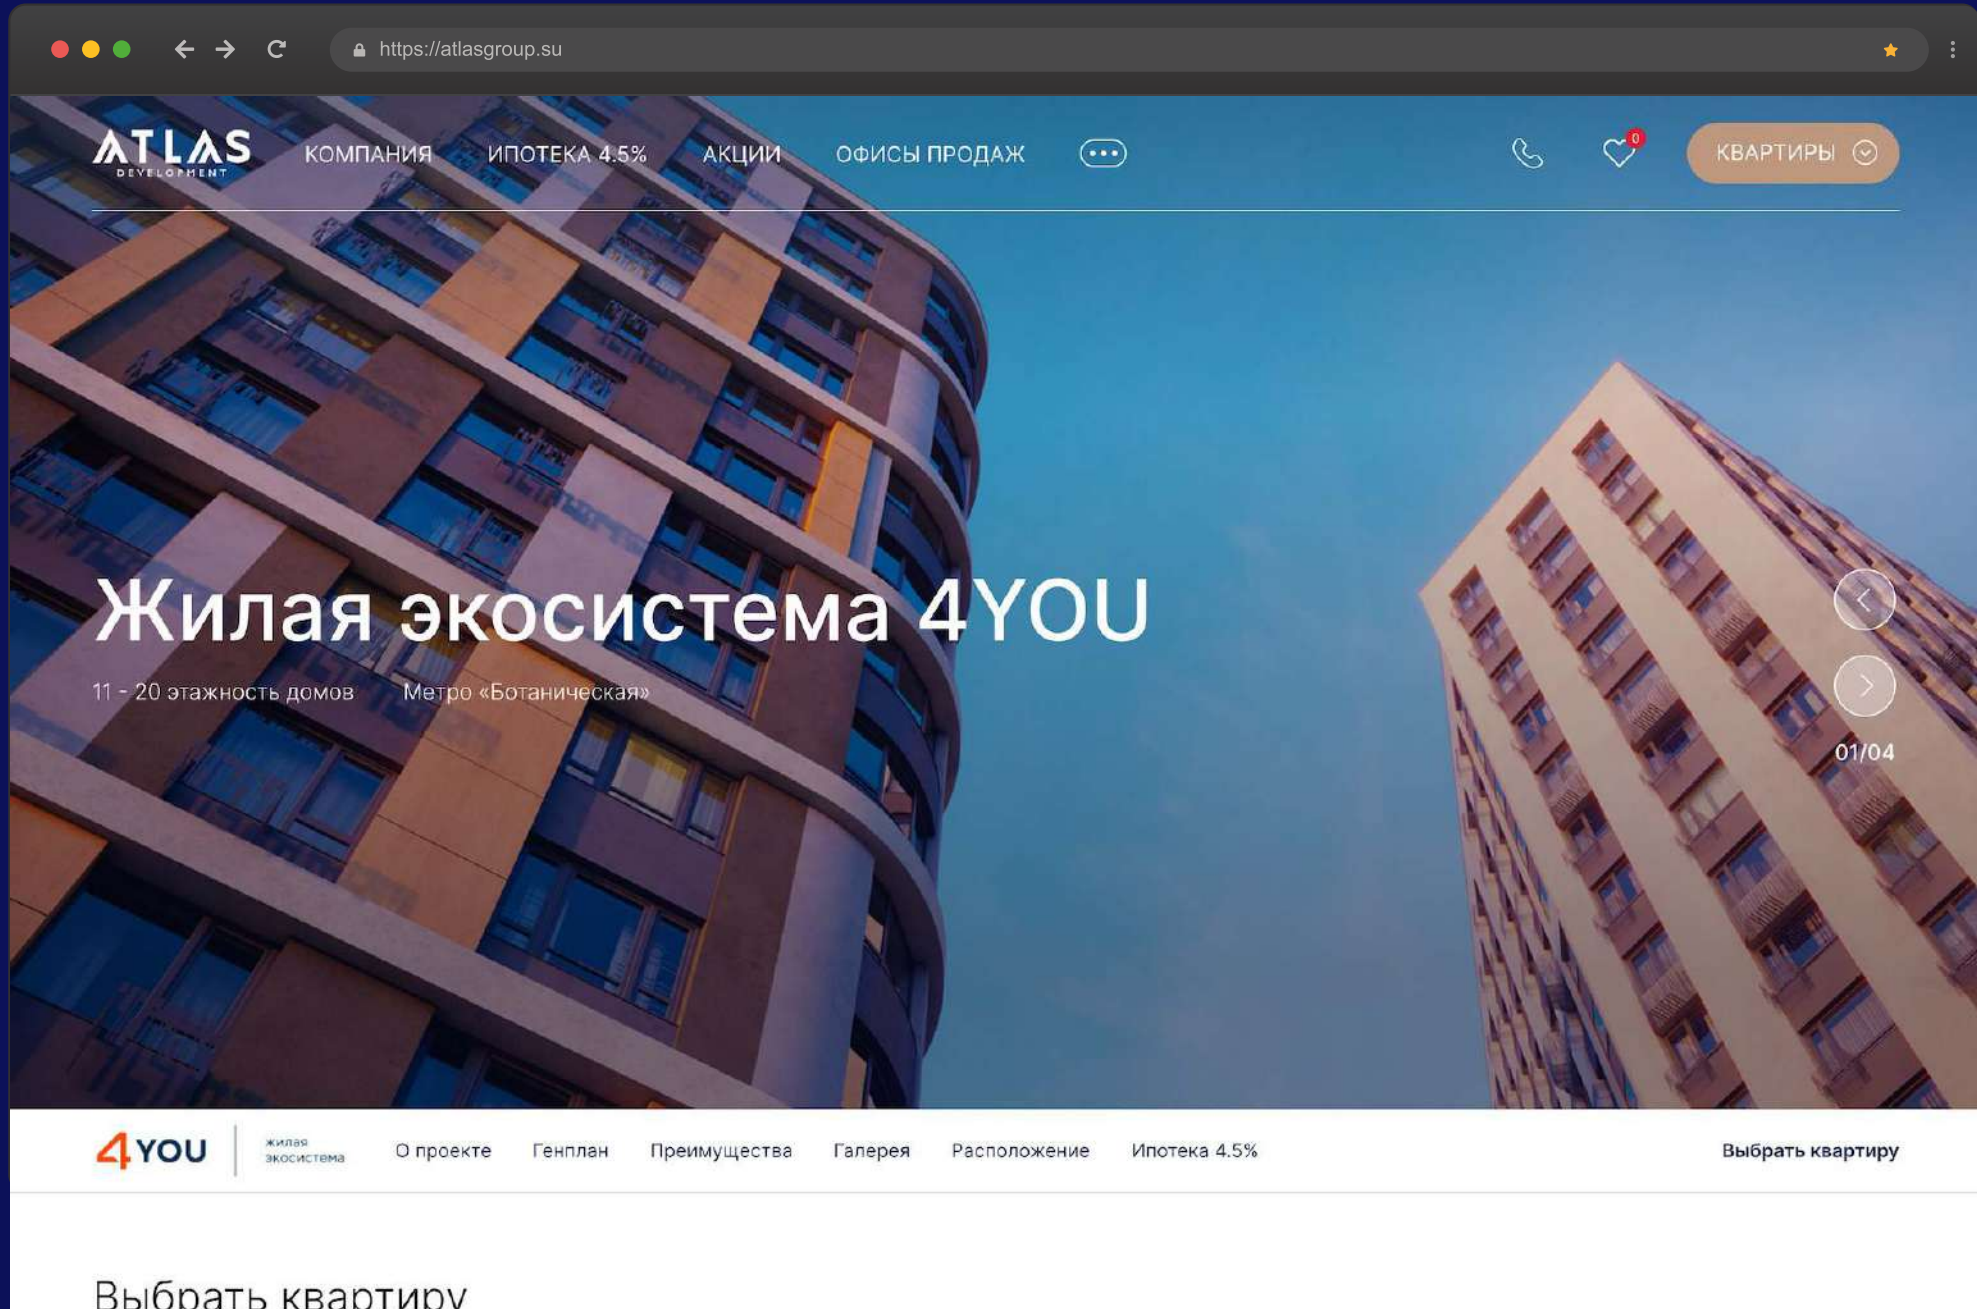 https://atlasgroup.su
ATLAS
DEVELOPMENT
КОМПАНИЯ
ИПОТЕКА 4.5%
АКЦИИ
ОФИСЫ ПРОДАЖ
0
КВАРТИРЫ
Жилая экосистема 4YOU
11 - 20 этажность домов
Метро «Ботаническая»
01/04
4YOU
жилая
экосистема
О проекте
Генплан
Преимущества
Галерея
Расположение
Ипотека 4.5%
Выбрать квартиру
Выбрать квартиру